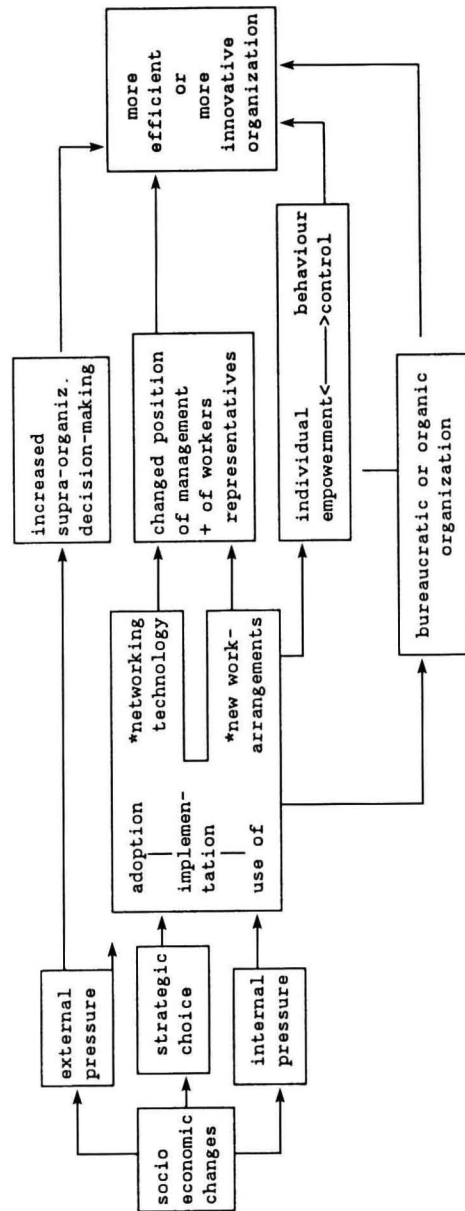 socio
economic
changes
external
pressure
strategic
choice
internal
pressure
adoption
implemen-
tation
use of
*networking
technology
*new work-
arrangements
increased
supra-organiz.
decision-making
changed position
of management
+ of workers
representatives
individual behaviour
empowerment<———>control
bureaucratic or organic
organization
more
efficient
or
more
innovative
organization